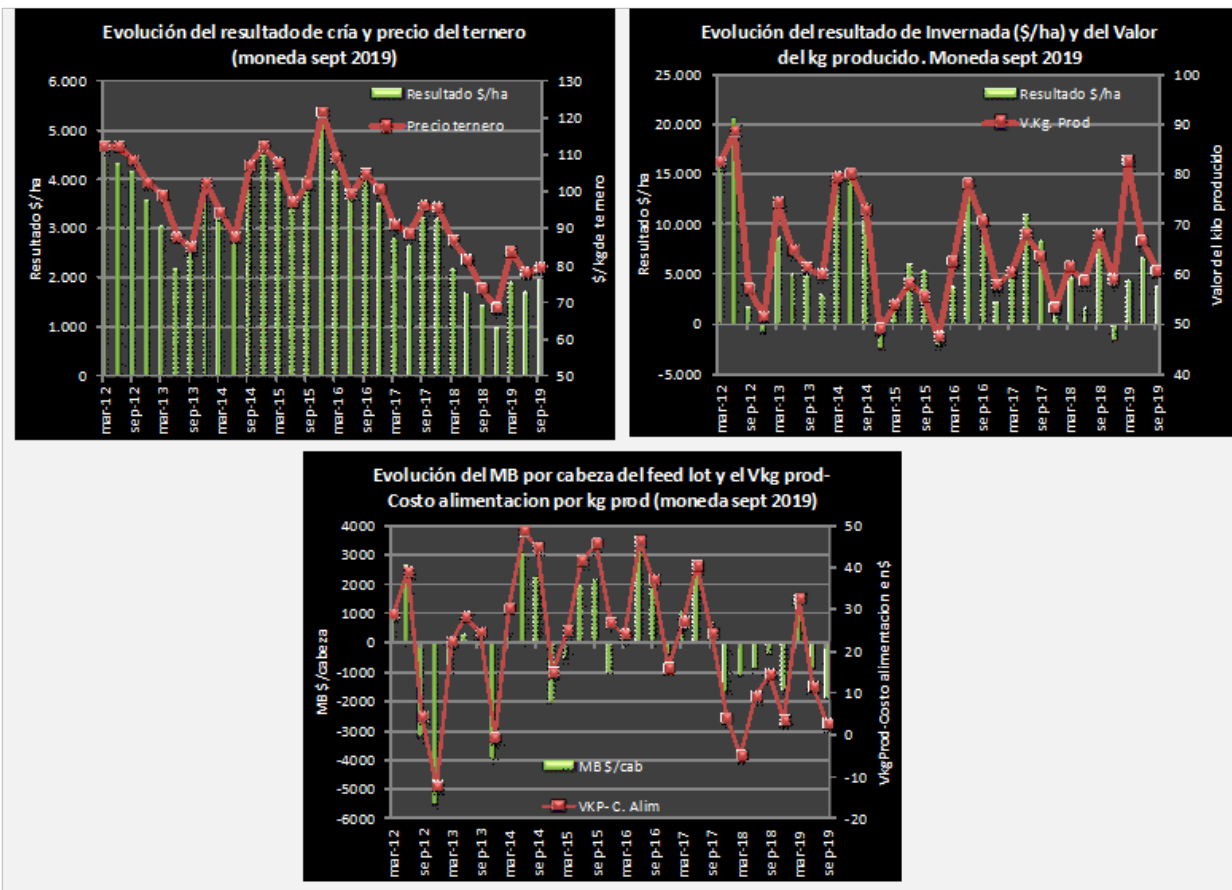 Evolución del resultado de cría y precio del ternero
(moneda sept 2019)
6.000
5.000
4.000
3.000
2.000
1.000
0
Resultado $/ha
Resultado $/ha
Precio ternero
130
120
110
100
90
80
70
60
50
$/ kg de ternero
mar-12
sep-12
mar-13
sep-13
mar-14
sep-14
mar-15
sep-15
mar-16
sep-16
mar-17
sep-17
mar-18
sep-18
mar-19
sep-19
Evolución del resultado de Invernada ($/ha) y del Valor
del kg producido. Moneda sept 2019
25.000
20.000
15.000
10.000
5.000
0
-5.000
Resultado $/ha
Resultado $/ha
V.Kg. Prod
100
90
80
70
60
50
40
Valor del kilo producido
mar-12
sep-12
mar-13
sep-13
mar-14
sep-14
mar-15
sep-15
mar-16
sep-16
mar-17
sep-17
mar-18
sep-18
mar-19
sep-19
Evolución del MB por cabeza del feed lot y el Vkg prod-
Costo alimentacion por kg prod (moneda sept 2019)
4000
3000
2000
1000
0
-1000
-2000
-3000
-4000
-5000
-6000
MB $/cabeza
MB $/cab
VKP- C. Alim
50
40
30
20
10
0
-10
-20
VkgProd-Costo alimentacion en $
mar-12
sep-12
mar-13
sep-13
mar-14
sep-14
mar-15
sep-15
mar-16
sep-16
mar-17
sep-17
mar-18
sep-18
mar-19
sep-19